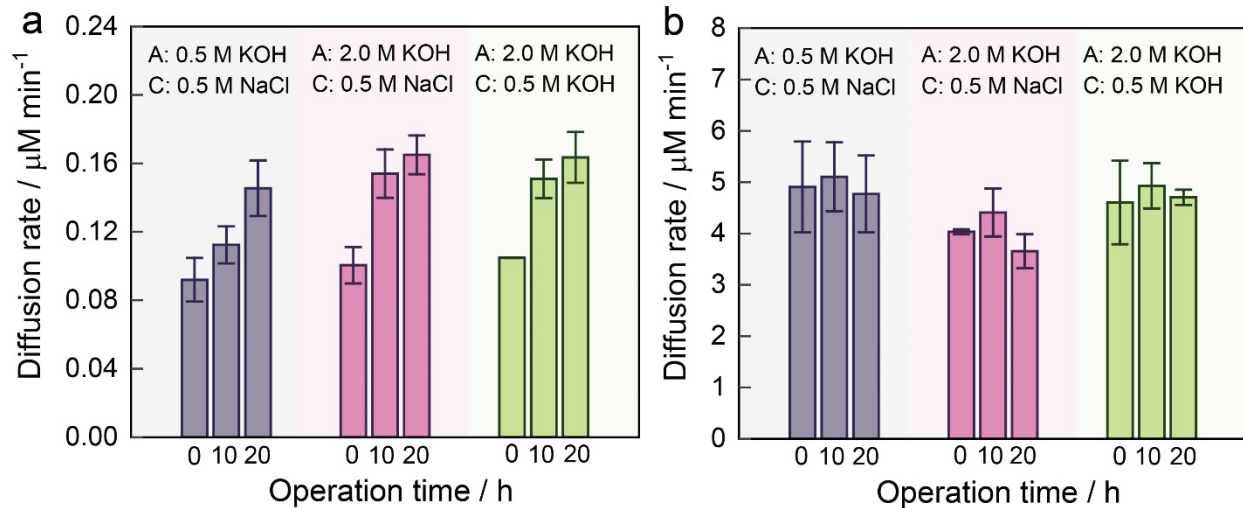 a
Diffusion rate / μM min⁻¹
0.24
0.20
0.16
0.12
0.08
0.04
0.00
A: 0.5 M KOH
C: 0.5 M NaCl
A: 2.0 M KOH
C: 0.5 M NaCl
A: 2.0 M KOH
C: 0.5 M KOH
0 10 20
0 10 20
0 10 20
Operation time / h
b
Diffusion rate / μM min⁻¹
8
7
6
5
4
3
2
1
0
A: 0.5 M KOH
C: 0.5 M NaCl
A: 2.0 M KOH
C: 0.5 M NaCl
A: 2.0 M KOH
C: 0.5 M KOH
0 10 20
0 10 20
0 10 20
Operation time / h